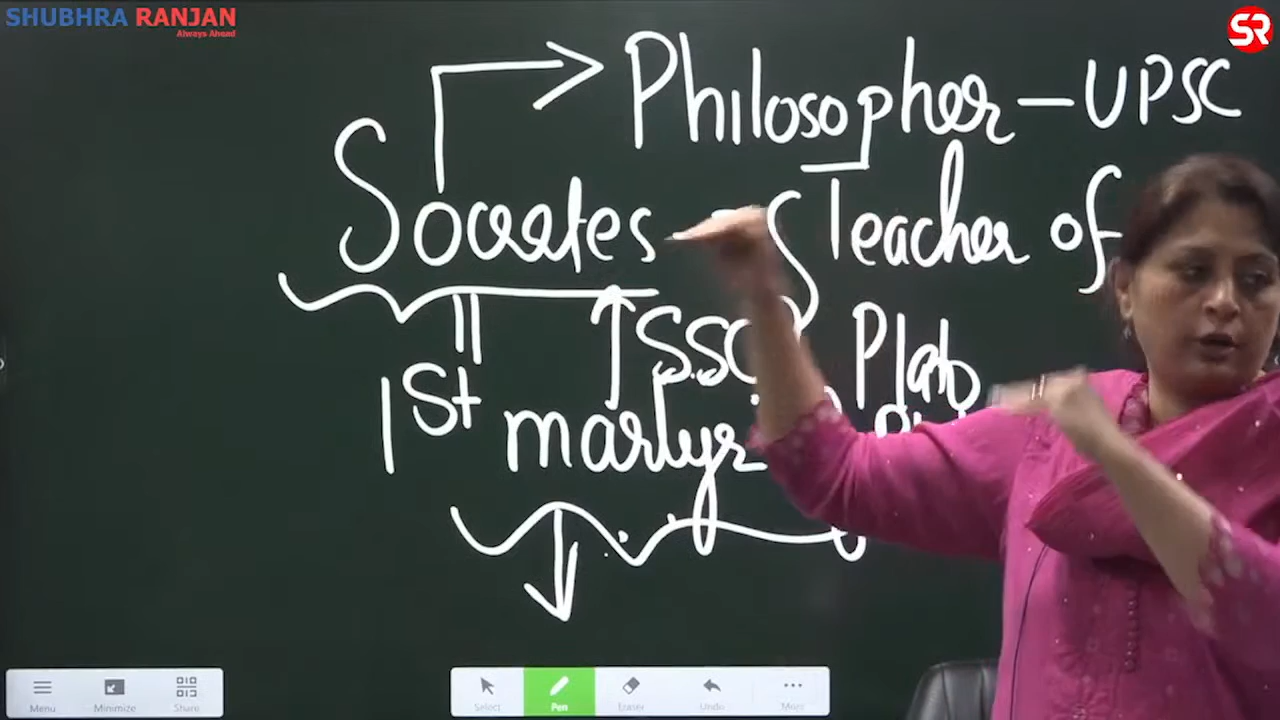 SHUBHRA RANJAN
Always Ahead
SR
Philosopher - UPSC
Socrates
Teacher of
Plato
1st martyr
Menu
Minimize
Share
Select
Pen
Eraser
Undo
More